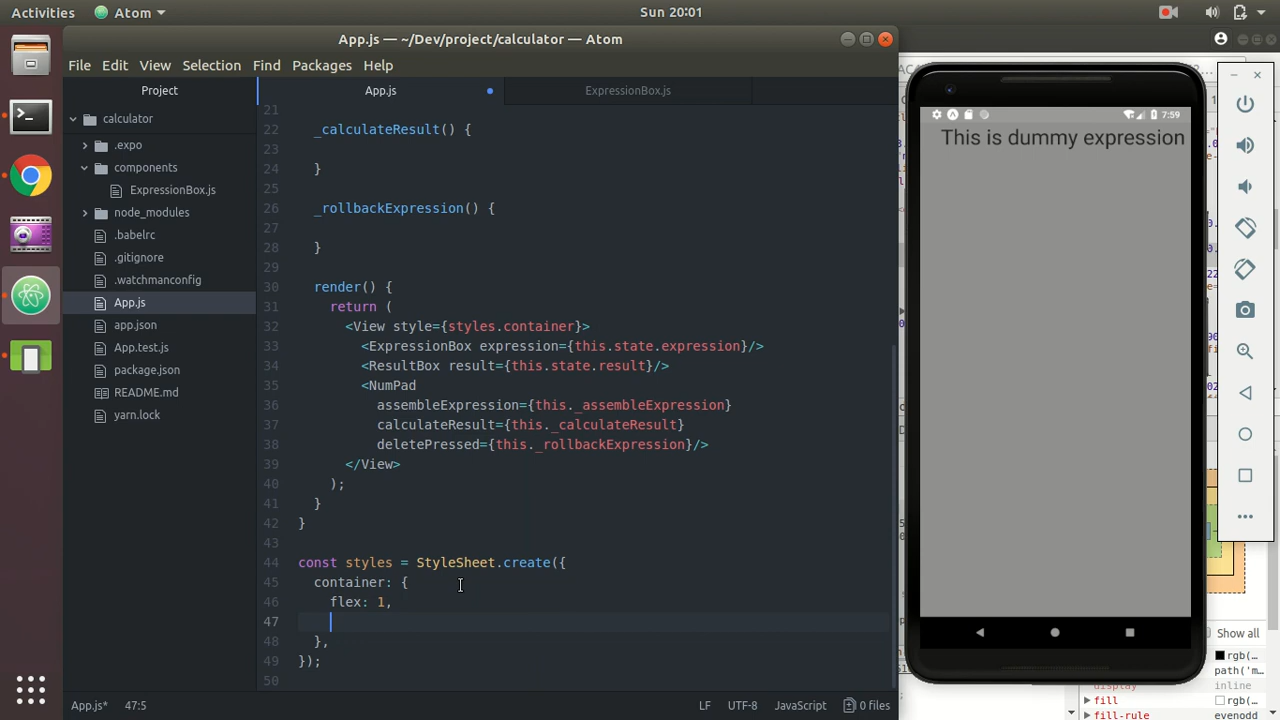 Activities
Atom
Sun 20:01
App.js — ~/Dev/project/calculator — Atom
File Edit View Selection Find Packages Help
Project
App.js
ExpressionBox.js
calculator
.expo
components
ExpressionBox.js
node_modules
.babelrc
.gitignore
.watchmanconfig
App.js
app.json
App.test.js
package.json
README.md
yarn.lock
21
22 _calculateResult() {
23
24 }
25
26 _rollbackExpression() {
27
28 }
29
30 render() {
31 return (
32 <View style={styles.container}>
33 <ExpressionBox expression={this.state.expression}/>
34 <ResultBox result={this.state.result}/>
35 <NumPad
36 assembleExpression={this._assembleExpression}
37 calculateResult={this._calculateResult}
38 deletePressed={this._rollbackExpression}/>
39 </View>
40 );
41 }
42 }
43
44 const styles = StyleSheet.create({
45 container: {
46 flex: 1,
47
48 },
49 });
50
App.js* 47:5
LF UTF-8 JavaScript 0 files
7:59
This is dummy expression
Show all
rgb(…
path('m…
display inline
fill rgb(…
fill-rule evenodd